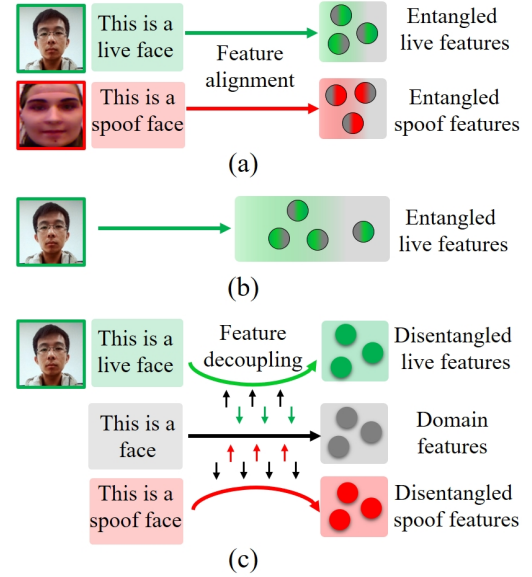 This is a
live face
Feature
alignment
Entangled
live features
This is a
spoof face
Entangled
spoof features
(a)
Entangled
live features
(b)
This is a
live face
Feature
decoupling
Disentangled
live features
This is a
face
Domain
features
This is a
spoof face
Disentangled
spoof features
(c)